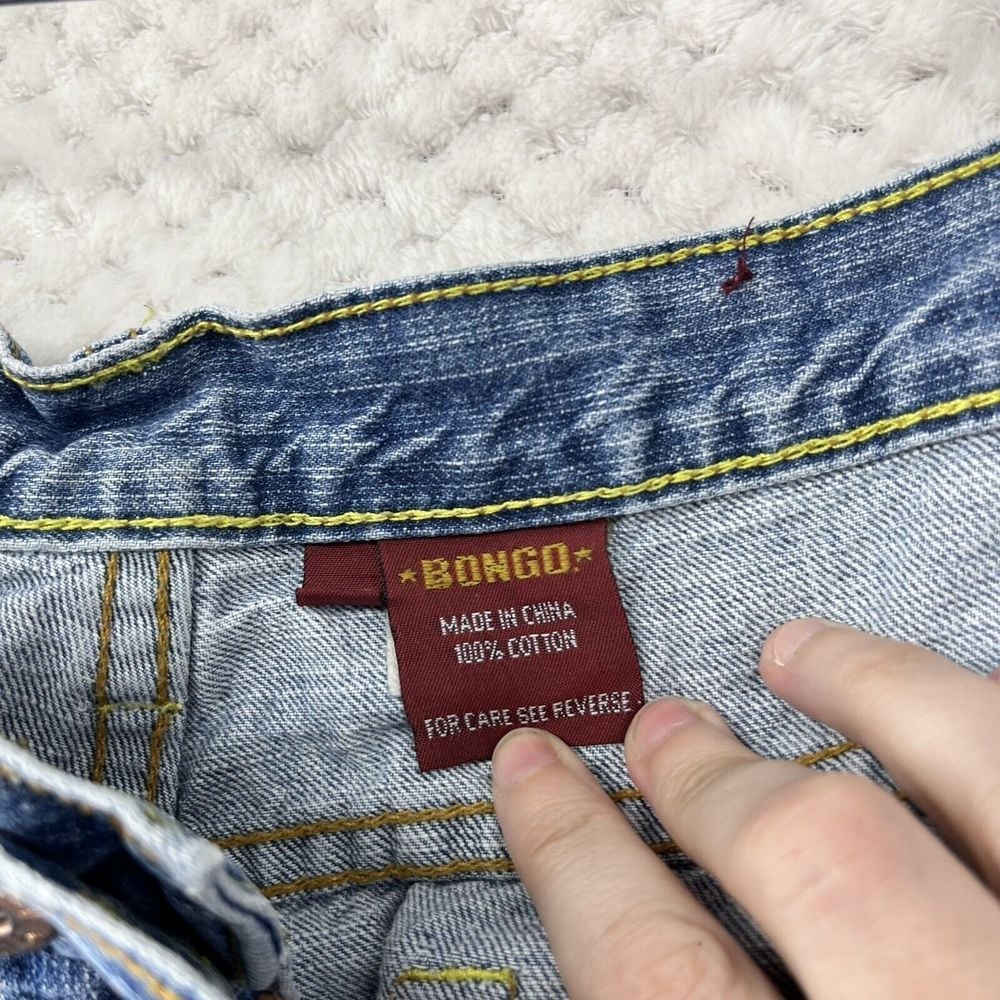 BONGO.
MADE IN CHINA
100% COTTON
FOR CARE SEE REVERSE